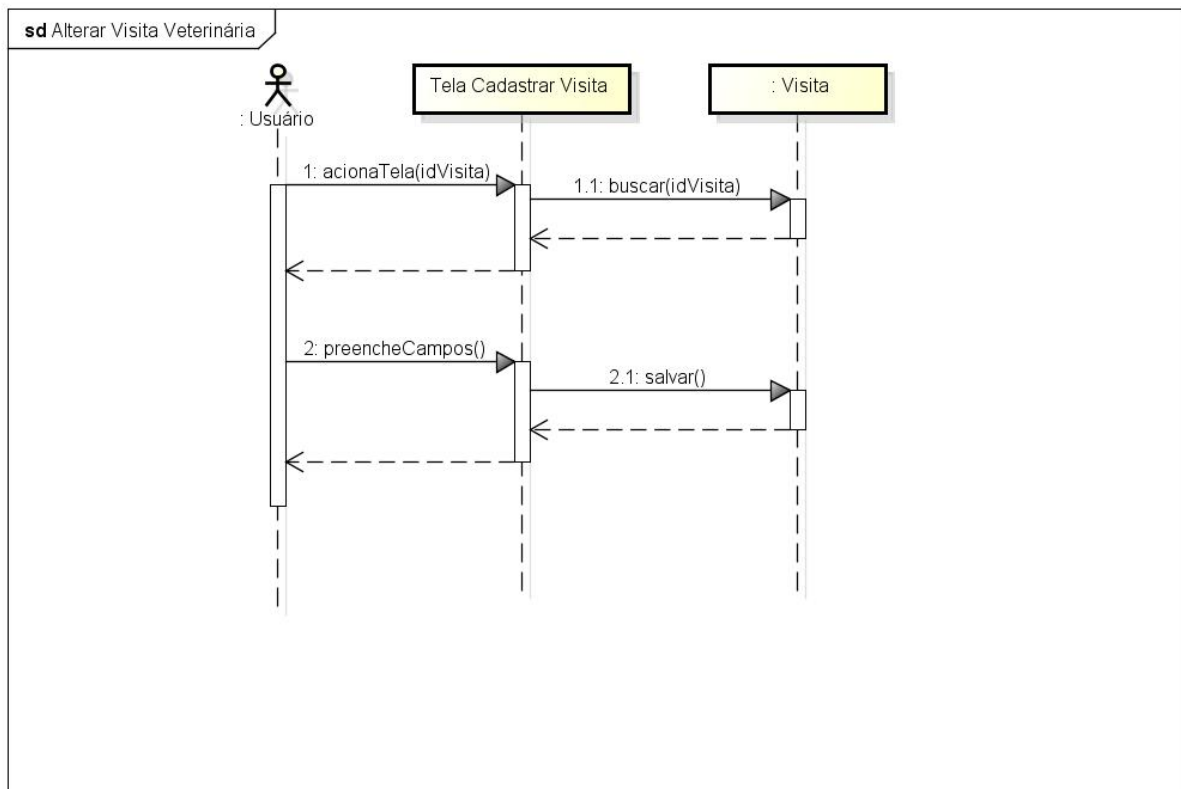 sd Alterar Visita Veterinária
: Usuário
Tela Cadastrar Visita
: Visita
1: acionaTela(idVisita)
1.1: buscar(idVisita)
2: preencheCampos()
2.1: salvar()